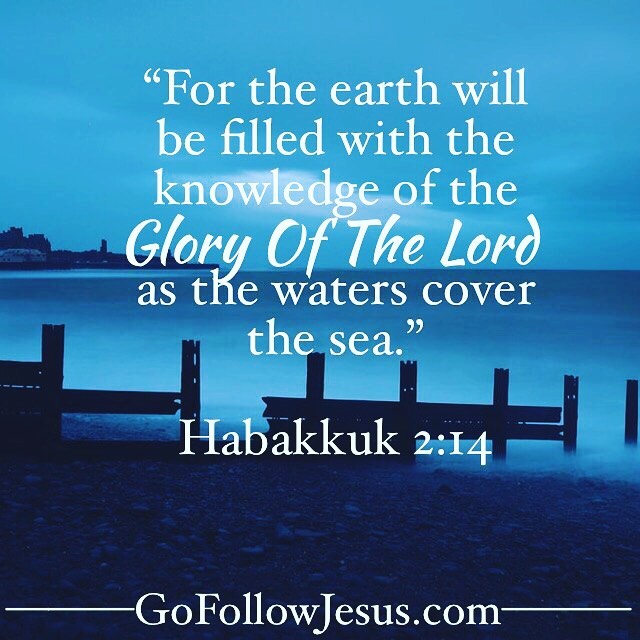 “For the earth will
be filled with the
knowledge of the
Glory Of The Lord
as the waters cover
the sea.”
Habakkuk 2:14
GoFollowJesus.com